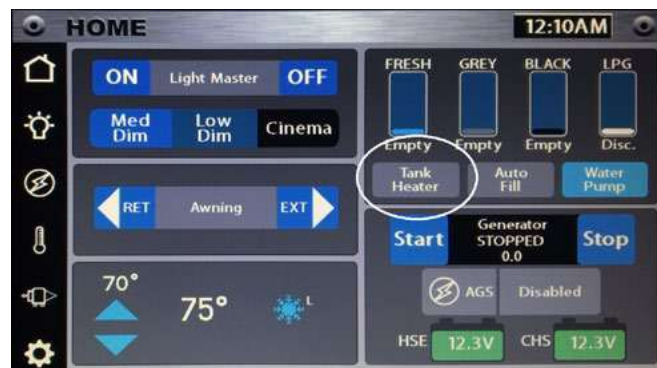 HOME
12:10AM
ON Light Master OFF
Med Dim
Low Dim
Cinema
RET Awning EXT
70°
75°
L
FRESH GREY BLACK LPG
Empty Empty Empty Disc.
Tank Heater
Auto Fill
Water Pump
Start
Generator
STOPPED
0.0
Stop
AGS Disabled
HSE 12.3V CHS 12.3V